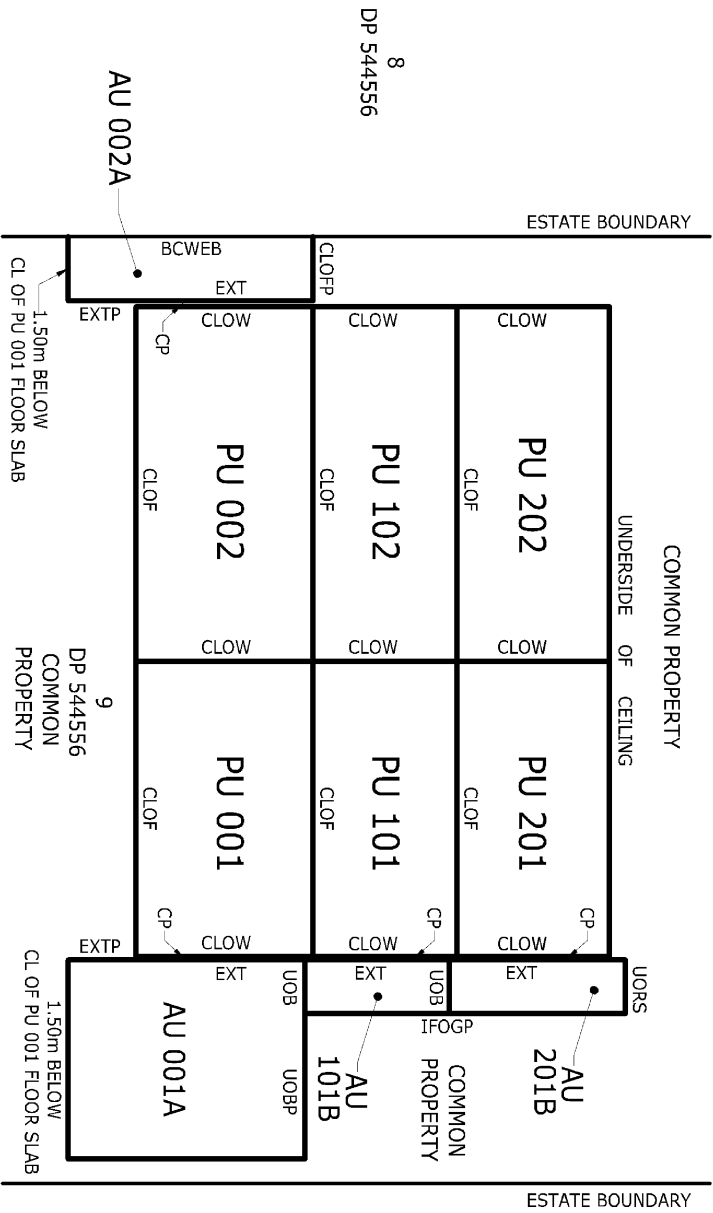 COMMON PROPERTY
UNDERSIDE OF CEILING
ESTATE BOUNDARY
CLOW
PU 202
CLOF
CLOW
PU 201
CLOF
CLOW
CP
EXT
UORS
AU
201B
8
DP 544556
CLOFP
CLOW
PU 102
CLOF
CLOW
PU 101
CLOF
CLOW
CP
EXT
UOB
IFOGP
AU
101B
COMMON
PROPERTY
AU 002A
BCWEB
EXT
EXTP
CP
CLOW
PU 002
CLOF
CLOW
PU 001
CLOF
CLOW
CP
EXTP
EXT
UOB
UOBP
AU 001A
1.50m BELOW
CL OF PU 001 FLOOR SLAB
9
DP 544556
COMMON
PROPERTY
1.50m BELOW
CL OF PU 001 FLOOR SLAB
ESTATE BOUNDARY